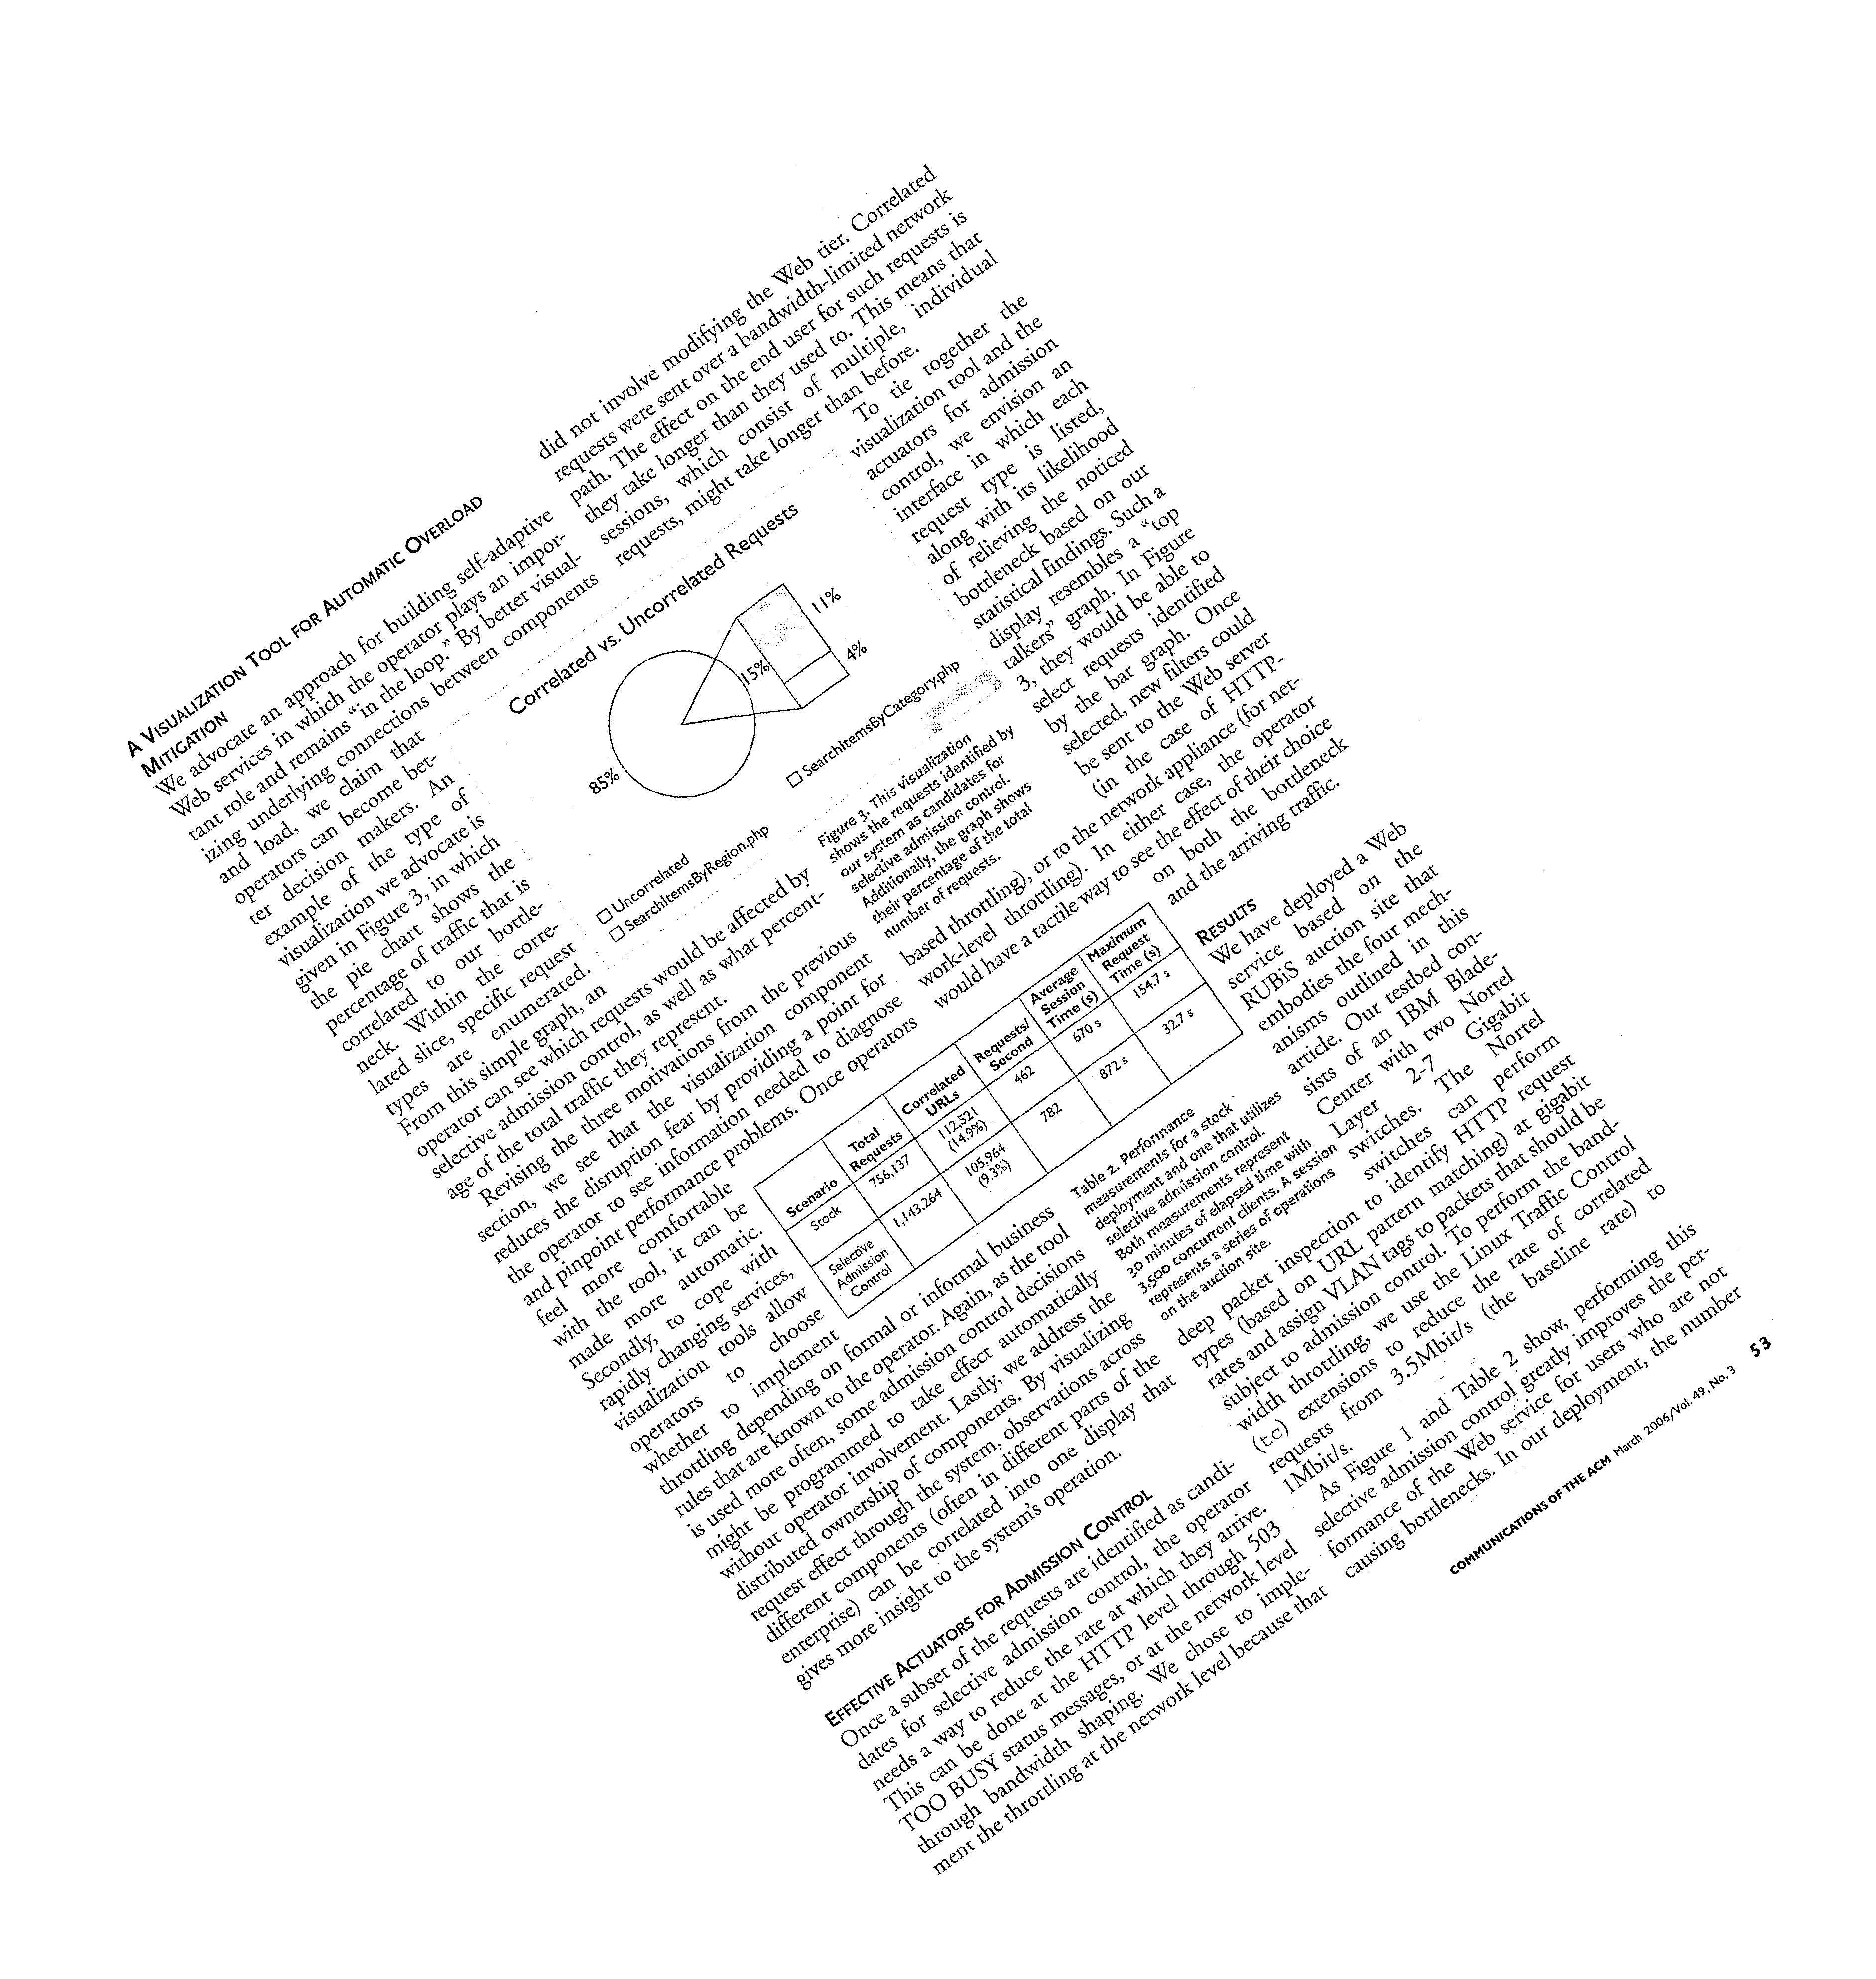 A VISUALIZATION TOOL FOR AUTOMATIC OVERLOAD
MITIGATION
We advocate an approach for building self-adaptive
Web services in which the operator plays an impor-
tant role and remains “in the loop.” By better visual-
izing underlying connections between components
and load, we claim that
operators can become bet-
ter decision makers. An
example of the type of
visualization we advocate is
given in Figure 3, in which
the pie chart shows the
percentage of traffic that is
correlated to our bottle-
neck. Within the corre-
lated slice, specific request
types are enumerated.
From this simple graph, an
operator can see which requests would be affected by
selective admission control, as well as what percent-
age of the total traffic they represent.
Revising the three motivations from the previous
section, we see that the visualization component
reduces the disruption fear by providing a point for
the operator to see information needed to diagnose
and pinpoint performance problems. Once operators
feel more comfortable
with the tool, it can be
made more automatic.
Secondly, to cope with
rapidly changing services,
visualization tools allow
operators to choose
whether to implement
throttling depending on formal or informal business
rules that are known to the operator. Again, as the tool
is used more often, some admission control decisions
might be programmed to take effect automatically
without operator involvement. Lastly, we address the
distributed ownership of components. By visualizing
request effect through the system, observations across
different components (often in different parts of the
enterprise) can be correlated into one display that
gives more insight to the system’s operation.
EFFECTIVE ACTUATORS FOR ADMISSION CONTROL
Once a subset of the requests are identified as candi-
dates for selective admission control, the operator
needs a way to reduce the rate at which they arrive.
This can be done at the HTTP level through 503
TOO BUSY status messages, or at the network level
through bandwidth shaping. We chose to imple-
ment the throttling at the network level because that
did not involve modifying the Web tier. Correlated
requests were sent over a bandwidth-limited network
path. The effect on the end user for such requests is
they take longer than they used to. This means that
sessions, which consist of multiple, individual
requests, might take longer than before.
To tie together the
visualization tool and the
actuators for admission
control, we envision an
interface in which each
request type is listed,
along with its likelihood
of relieving the noticed
bottleneck based on our
statistical findings. Such a
display resembles a “top
talkers” graph. In Figure
3, they would be able to
select requests identified
by the bar graph. Once
selected, new filters could
be sent to the Web server
(in the case of HTTP-
based throttling), or to the network appliance (for net-
work-level throttling). In either case, the operator
would have a tactile way to see the effect of their choice
on both the bottleneck
and the arriving traffic.
RESULTS
We have deployed a Web
service based on the
RUBiS auction site that
embodies the four mech-
anisms outlined in this
article. Our testbed con-
sists of an IBM Blade-
Center with two Nortel
Layer 2-7 Gigabit
switches. The Nortel
switches can perform
deep packet inspection to identify HTTP request
types (based on URL pattern matching) at gigabit
rates and assign VLAN tags to packets that should be
subject to admission control. To perform the band-
width throttling, we use the Linux Traffic Control
(t.c) extensions to reduce the rate of correlated
requests from 3.5Mbit/s (the baseline rate) to
1Mbit/s.
As Figure 1 and Table 2 show, performing this
selective admission control greatly improves the per-
formance of the Web service for users who are not
causing bottlenecks. In our deployment, the number
Correlated vs. Uncorrelated Requests
11%
15%
4%
85%
Uncorrelated
SearchItemsByCategory.php
SearchItemsByRegion.php
Figure 3. This visualization
shows the requests identified by
our system as candidates for
selective admission control.
Additionally, the graph shows
their percentage of the total
number of requests.
Scenario Total Requests Correlated URLs Requests/Second Average Session Time (s) Maximum Request Time (s)
Stock 756,137 112,521 (14.9%) 462 670 s 154.7 s
Selective Admission Control 1,143,264 105,964 (9.3%) 782 872 s 32.7 s
Table 2. Performance
measurements for a stock
deployment and one that utilizes
selective admission control.
Both measurements represent
30 minutes of elapsed time with
3,500 concurrent clients. A session
represents a series of operations
on the auction site.
COMMUNICATIONS OF THE ACM March 2006/Vol. 49, No. 3 53